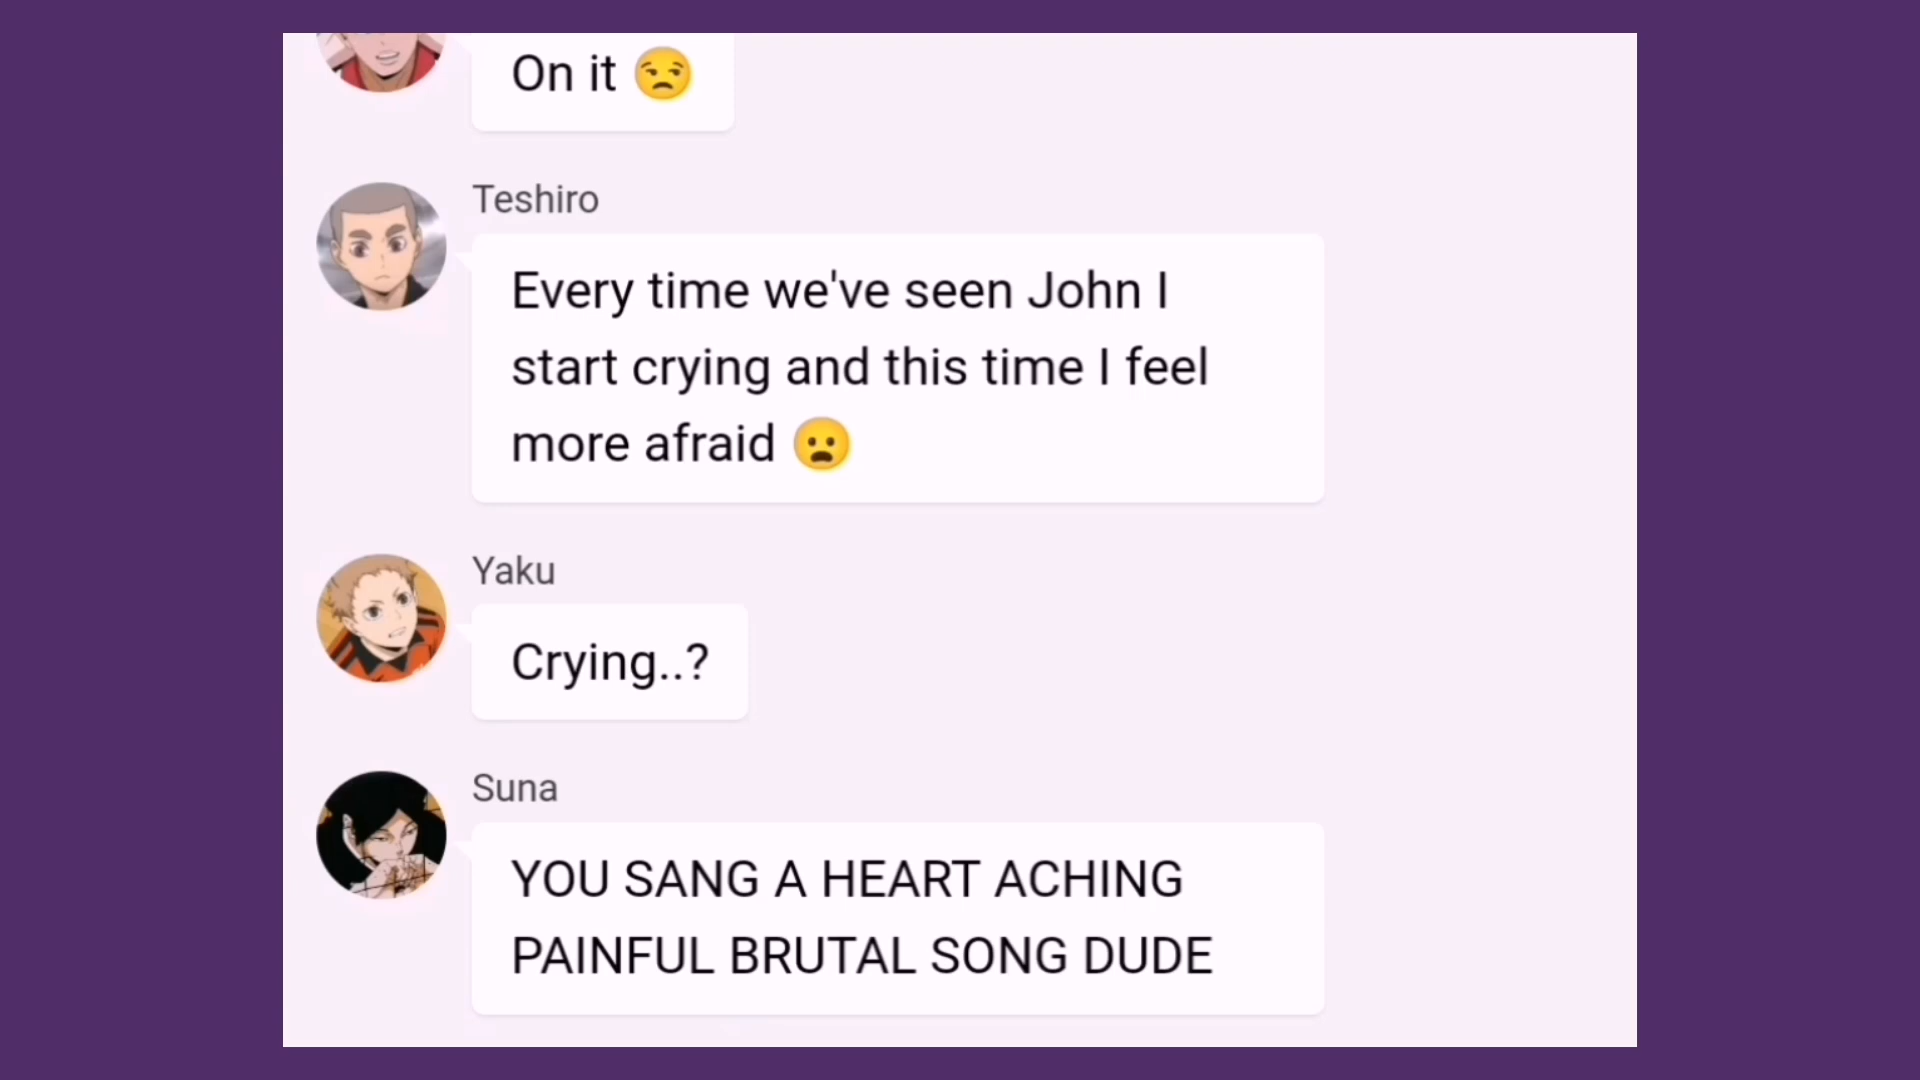 On it 😒
Teshiro
Every time we've seen John I
start crying and this time I feel
more afraid 😦
Yaku
Crying..?
Suna
YOU SANG A HEART ACHING
PAINFUL BRUTAL SONG DUDE